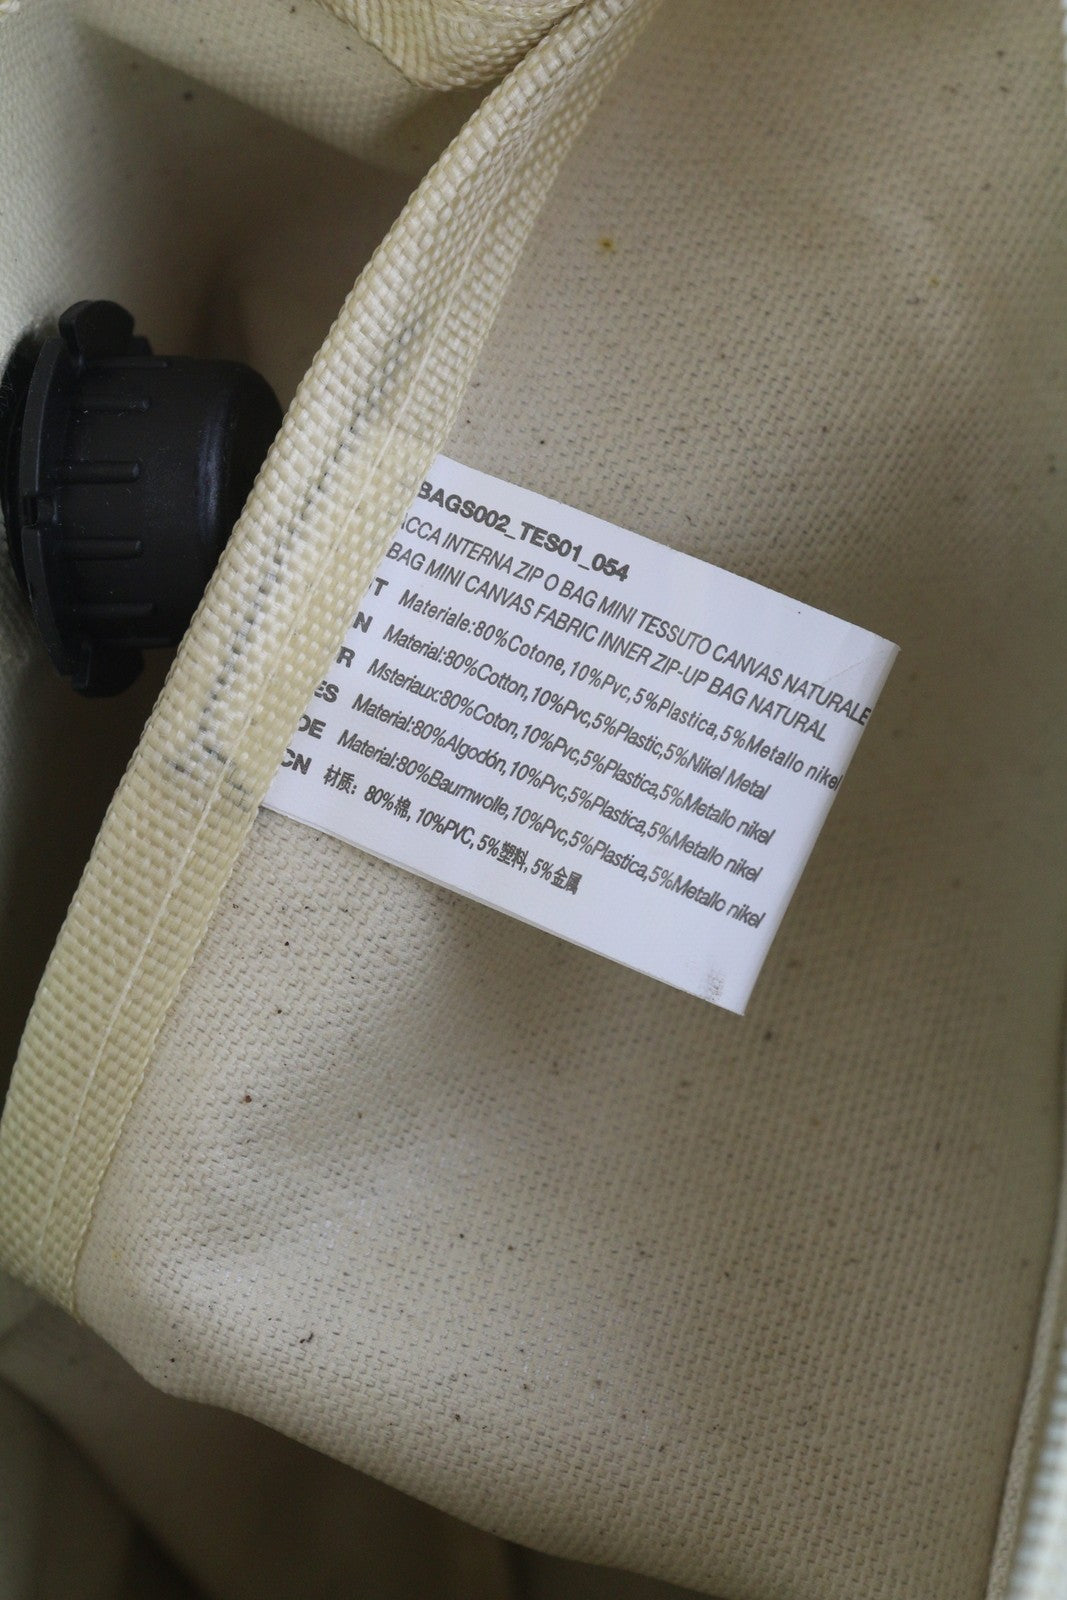 BAGS002_TES01_054
ACCA INTERNA ZIP O BAG MINI TESSUTO CANVAS NATURALE
BAG MINI CANVAS FABRIC INNER ZIP-UP BAG NATURAL
T Materiale:80%Cotone,10%Pvc,5%Plastica,5%Metallo nikel
N Material:80%Cotton,10%Pvc,5%Plastic,5%Nikel Metal
R Msteriaux:80%Coton,10%Pvc,5%Plastica,5%Metallo nikel
ES Material:80%Algodón,10%Pvc,5%Plastica,5%Metallo nikel
DE Material:80%Baumwolle,10%Pvc,5%Plastica,5%Metallo nikel
CN 材质：80%棉, 10%PVC, 5%塑料, 5%金属